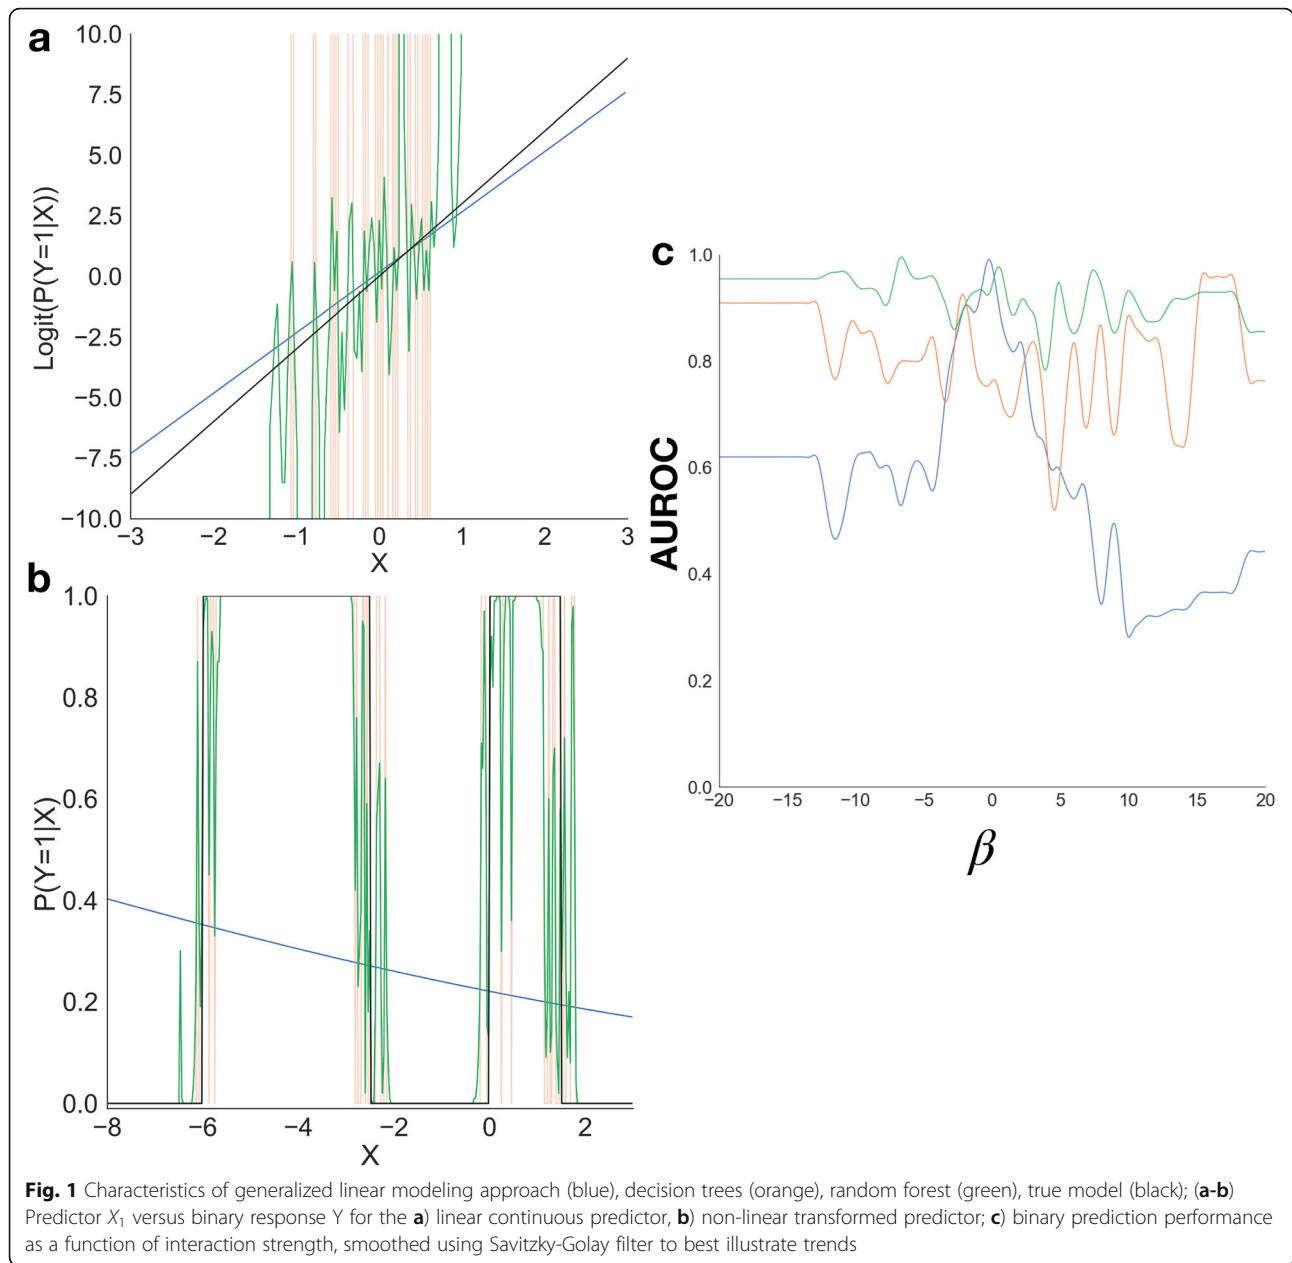 a
10.0
7.5
5.0
2.5
0.0
−2.5
−5.0
−7.5
−10.0
Logit(P(Y=1|X))
−3 −2 −1 0 1 2 3
X
b
1.0
0.8
0.6
0.4
0.2
0.0
P(Y=1|X)
−8 −6 −4 −2 0 2
X
c
1.0
0.8
0.6
0.4
0.2
0.0
AUROC
−20 −15 −10 −5 0 5 10 15 20
β
Fig. 1 Characteristics of generalized linear modeling approach (blue), decision trees (orange), random forest (green), true model (black); (a-b)
Predictor X₁ versus binary response Y for the a) linear continuous predictor, b) non-linear transformed predictor; c) binary prediction performance
as a function of interaction strength, smoothed using Savitzky-Golay filter to best illustrate trends